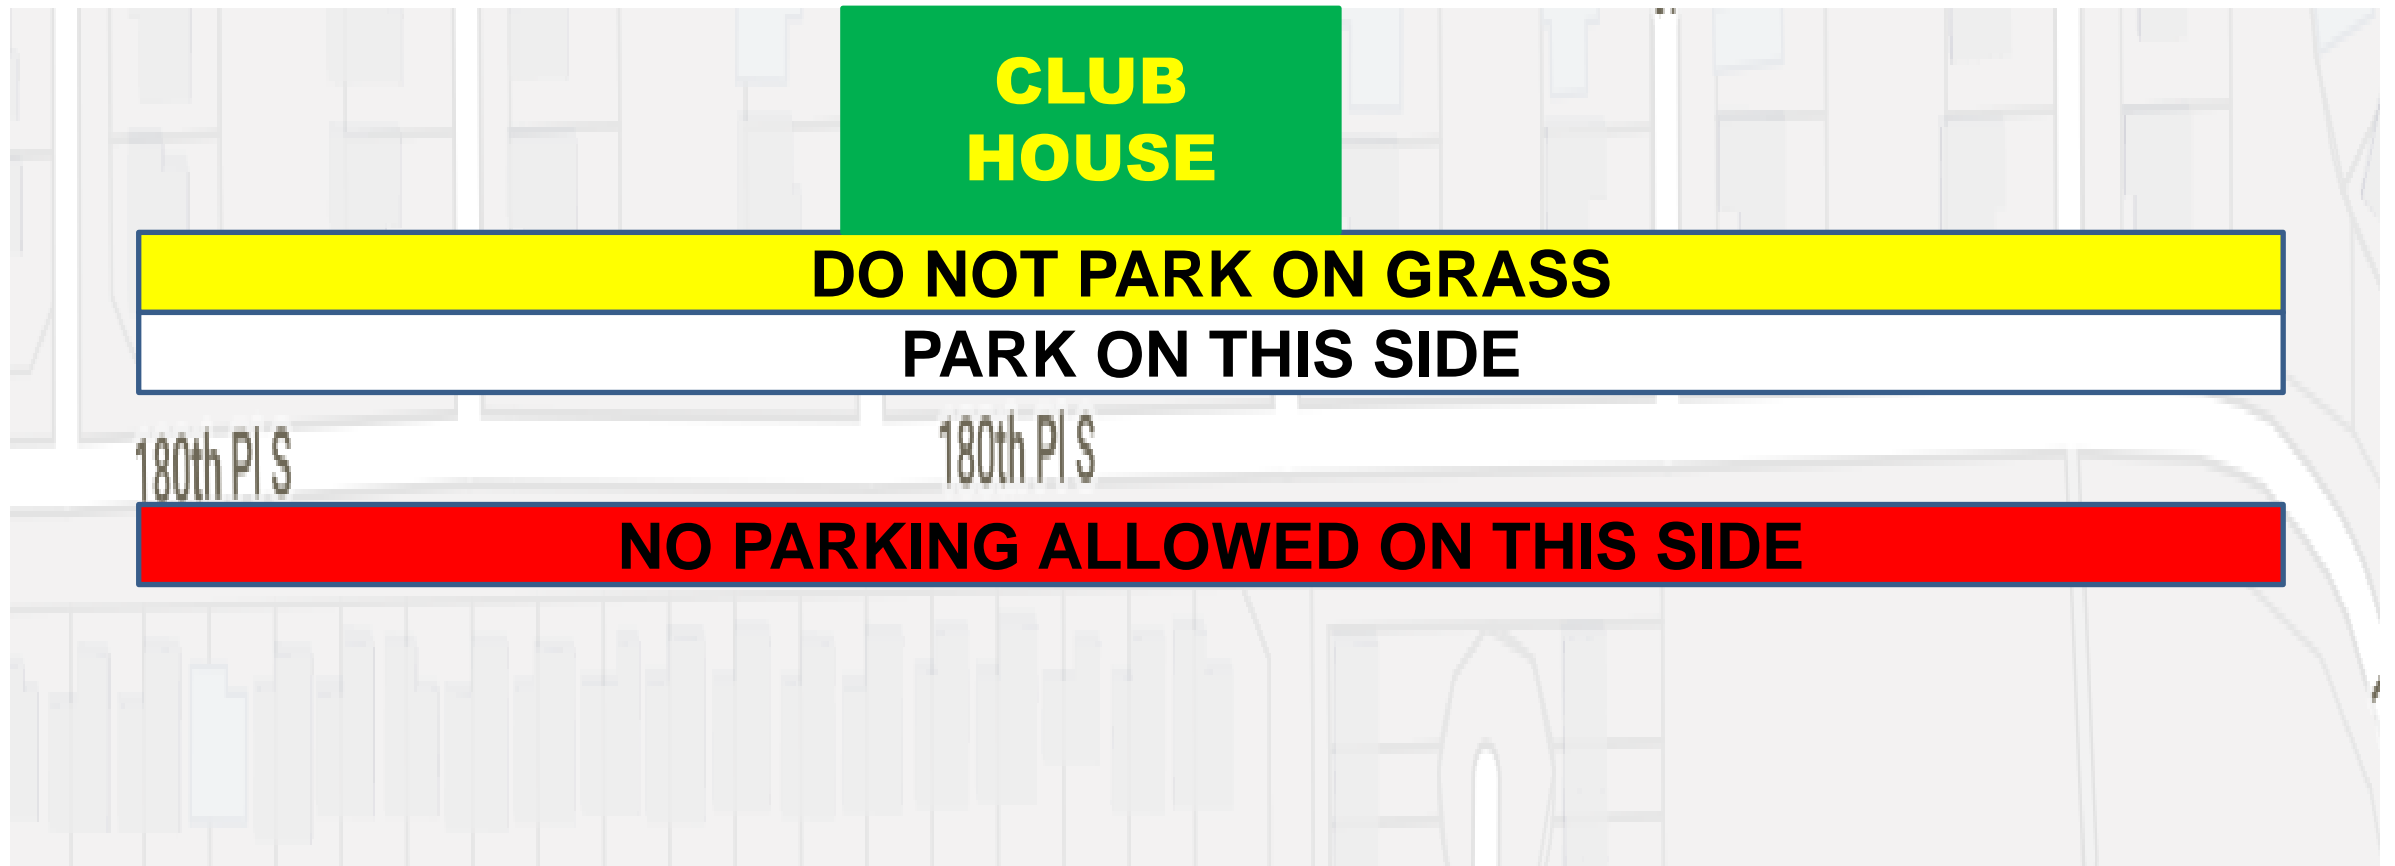 CLUB
HOUSE
DO NOT PARK ON GRASS
PARK ON THIS SIDE
180th Pl S
180th Pl S
NO PARKING ALLOWED ON THIS SIDE